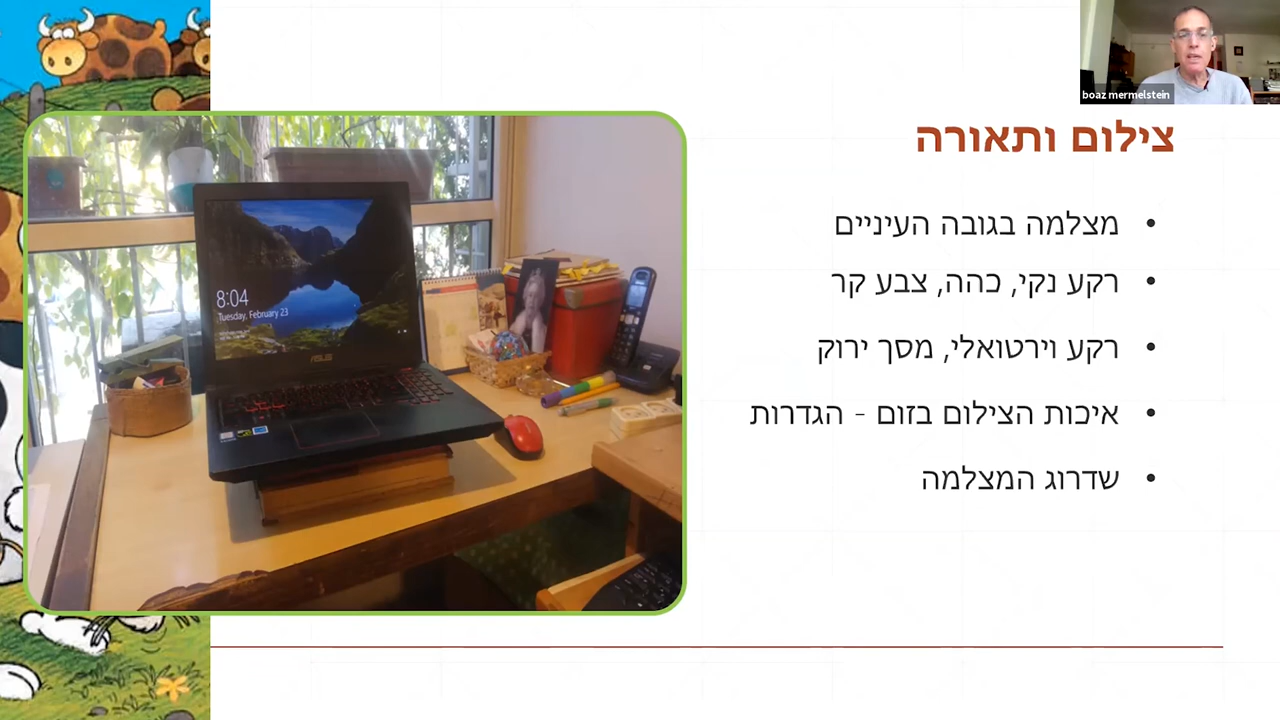 boaz mermelstein
צילום ותאורה
• מצלמה בגובה העיניים
• רקע נקי, כהה, צבע קר
• רקע וירטואלי, מסך ירוק
• איכות הצילום בזום - הגדרות
• שדרוג המצלמה
8:04
Tuesday, February 23
ASUS